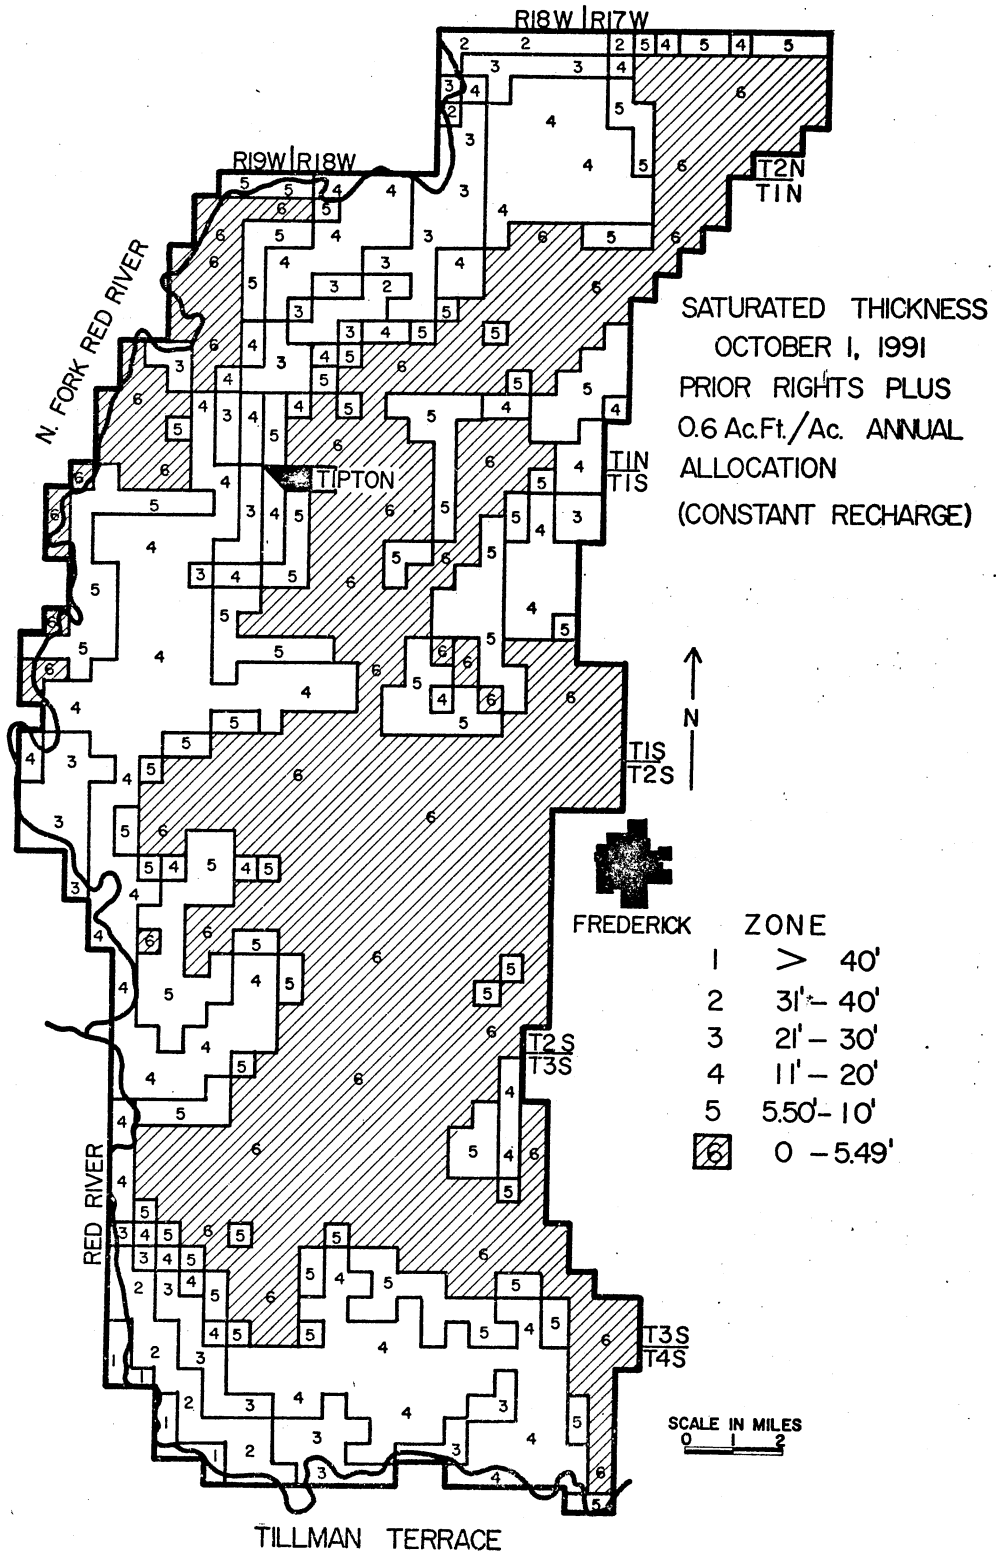 R18W R17W
R19W R18W
T2N
T1N
N. FORK RED RIVER
SATURATED THICKNESS
OCTOBER 1, 1991
PRIOR RIGHTS PLUS
0.6 Ac.Ft./Ac. ANNUAL
ALLOCATION
(CONSTANT RECHARGE)
T1N
T1S
TIPTON
N
T1S
T2S
FREDERICK
ZONE
1 > 40'
2 31' - 40'
3 21' - 30'
4 11' - 20'
5 5.50' - 10'
6 0 - 5.49'
T2S
T3S
RED RIVER
T3S
T4S
SCALE IN MILES
0 1 2
TILLMAN TERRACE